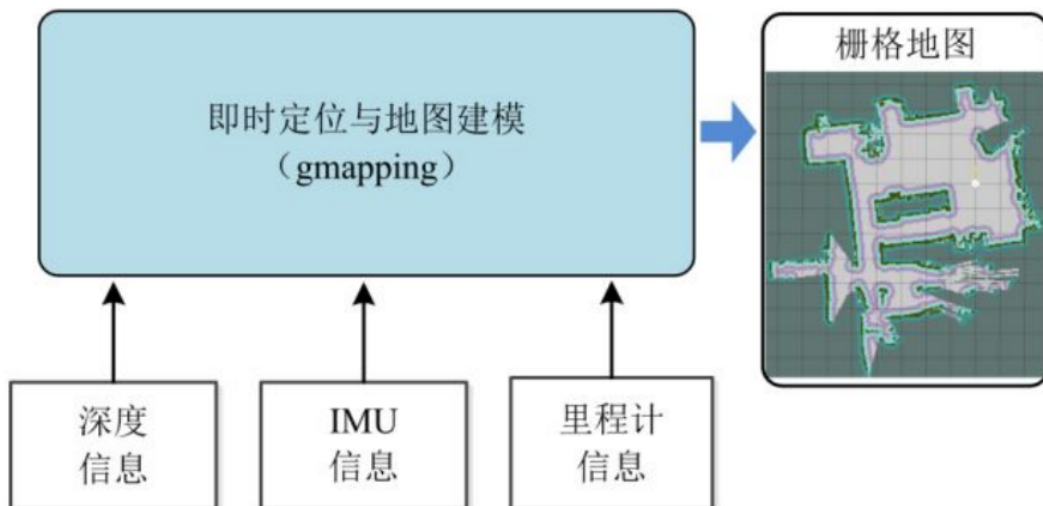 即时定位与地图建模
（gmapping）
栅格地图
深度
信息
IMU
信息
里程计
信息